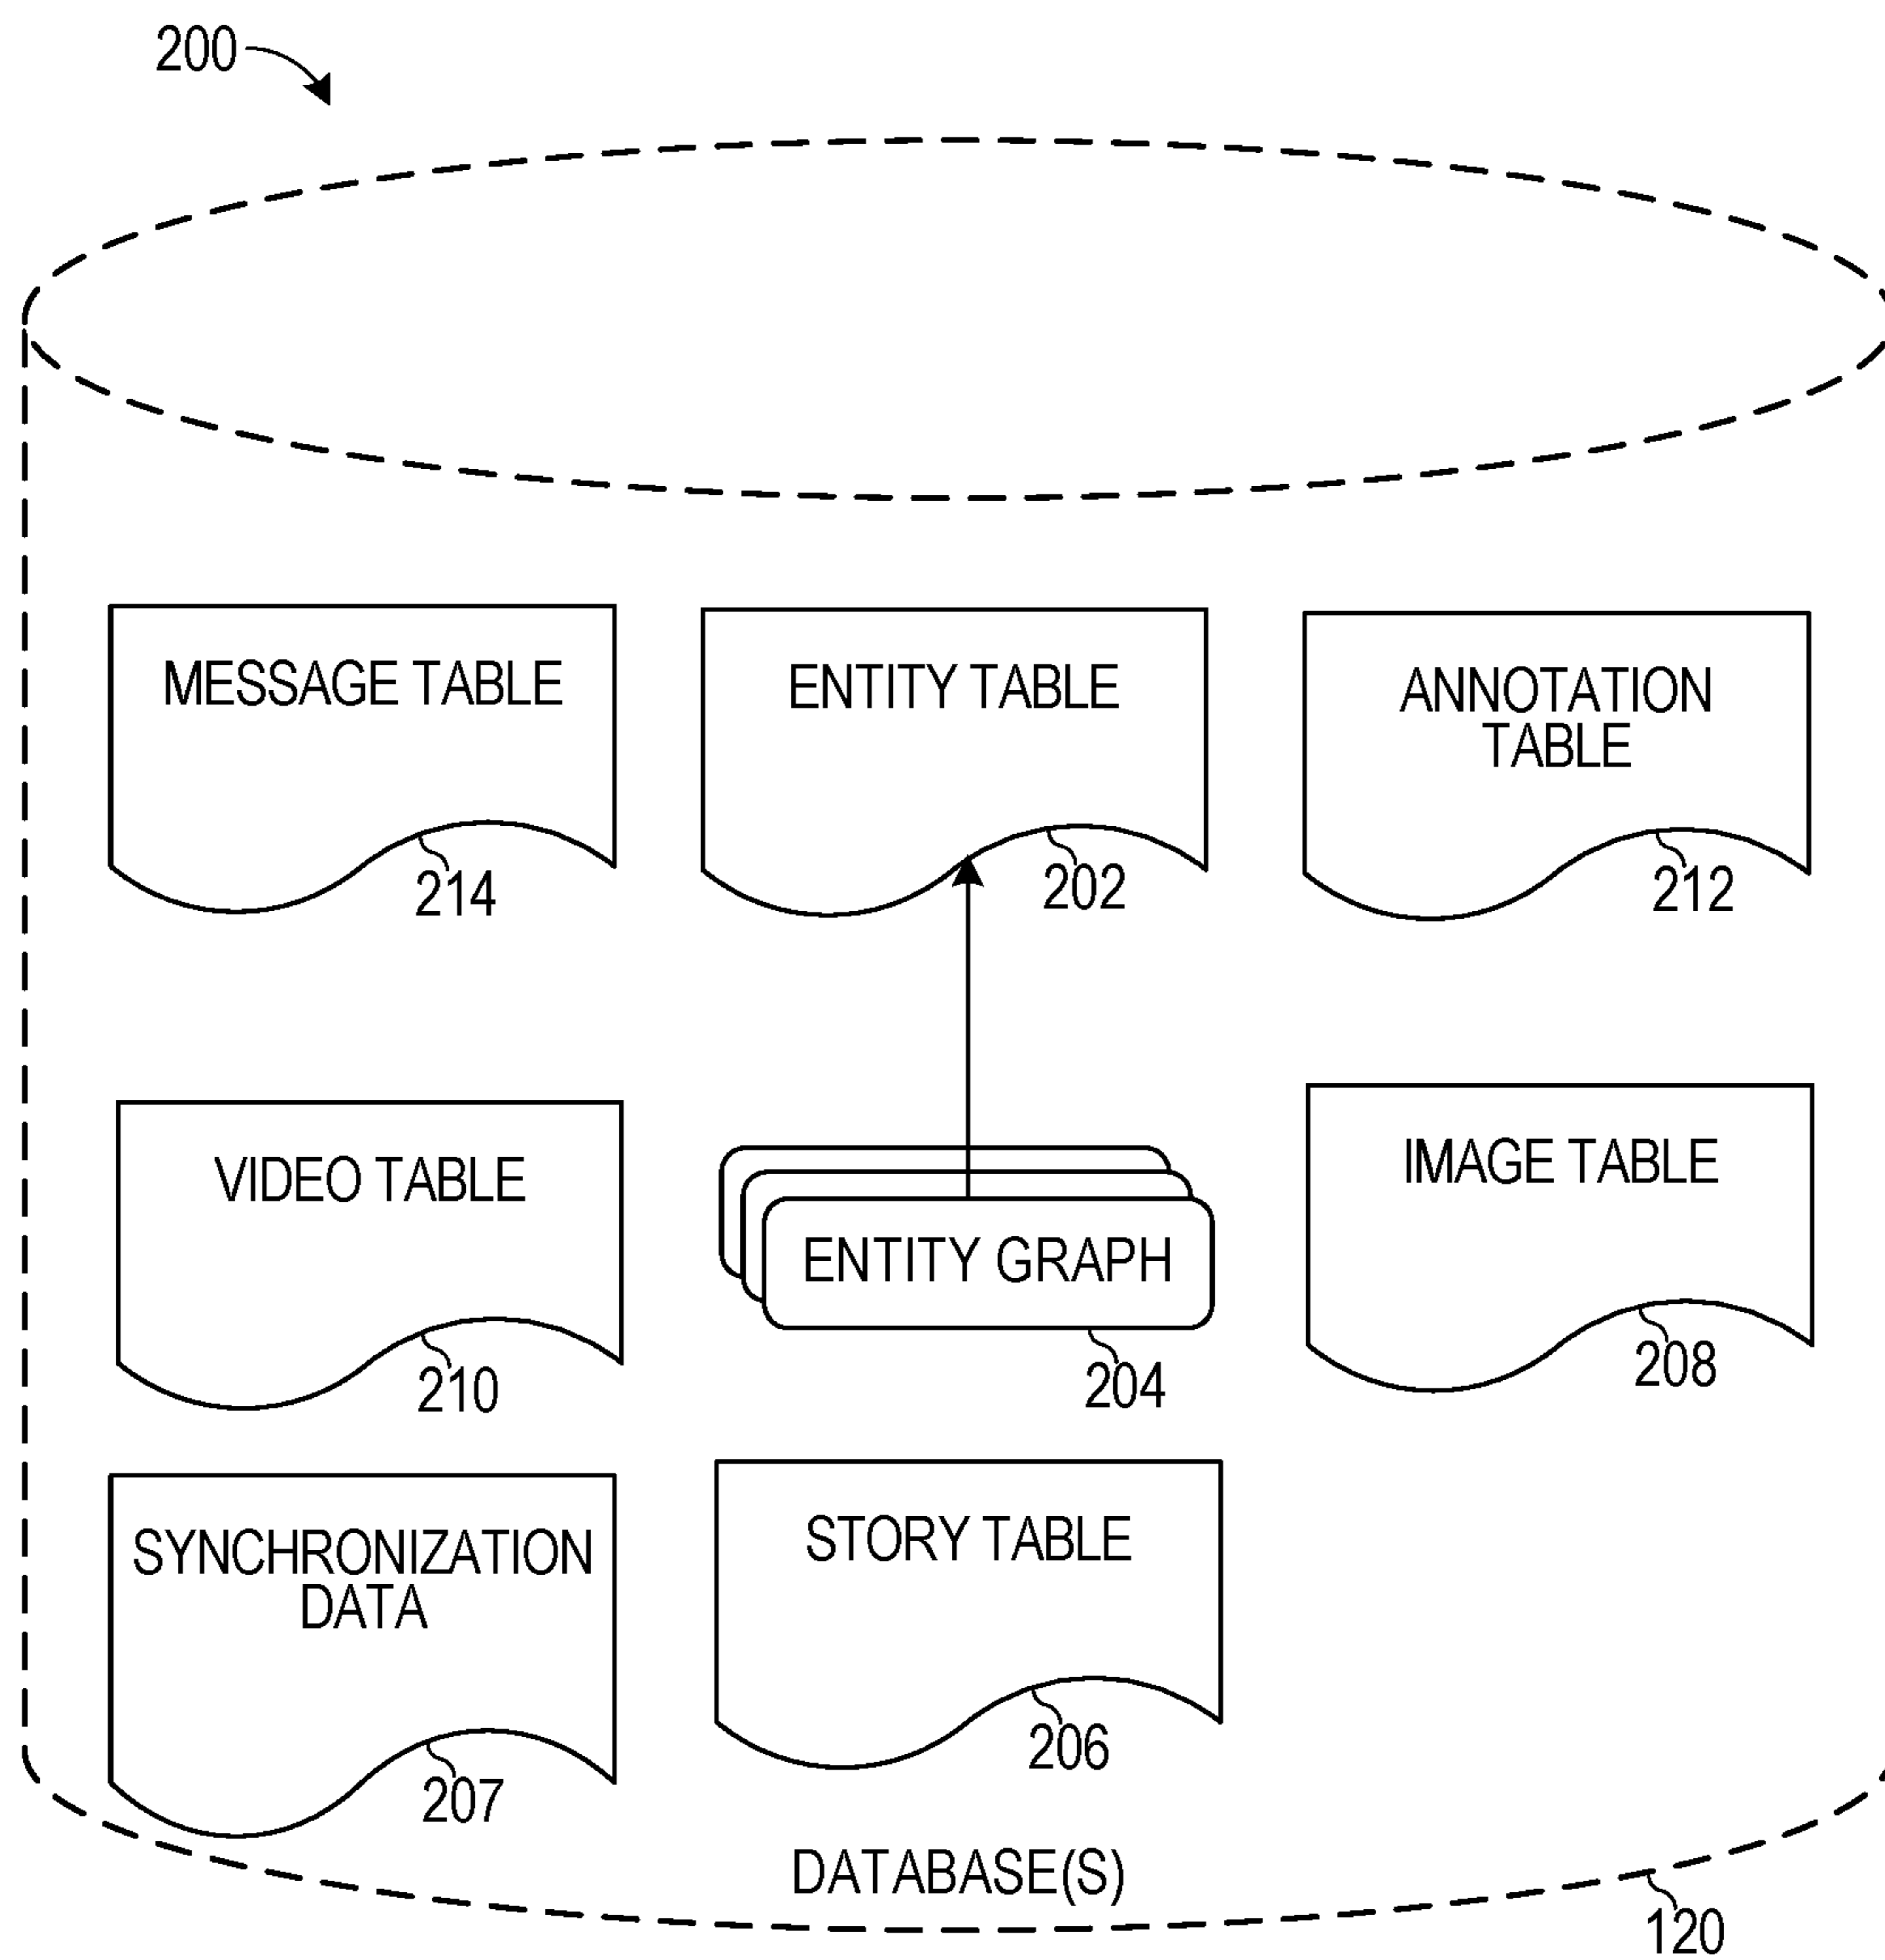 200
MESSAGE TABLE
214
ENTITY TABLE
202
ANNOTATION
TABLE
212
VIDEO TABLE
210
ENTITY GRAPH
204
IMAGE TABLE
208
SYNCHRONIZATION
DATA
207
STORY TABLE
206
DATABASE(S)
120